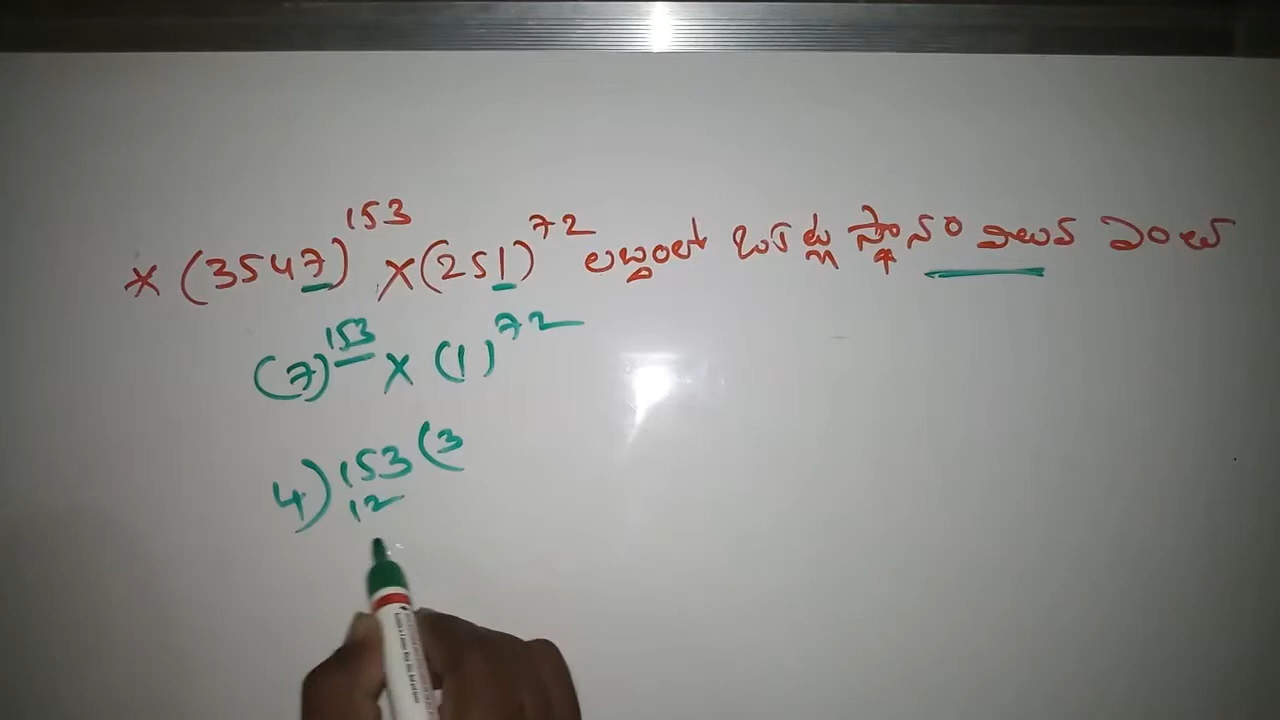 × (3547)^153 × (251)^72 లబ్ధంలో ఒకట్ల స్థానం విలువ ఎంత
(7)^153 × (1)^72
4) 153 (3
12